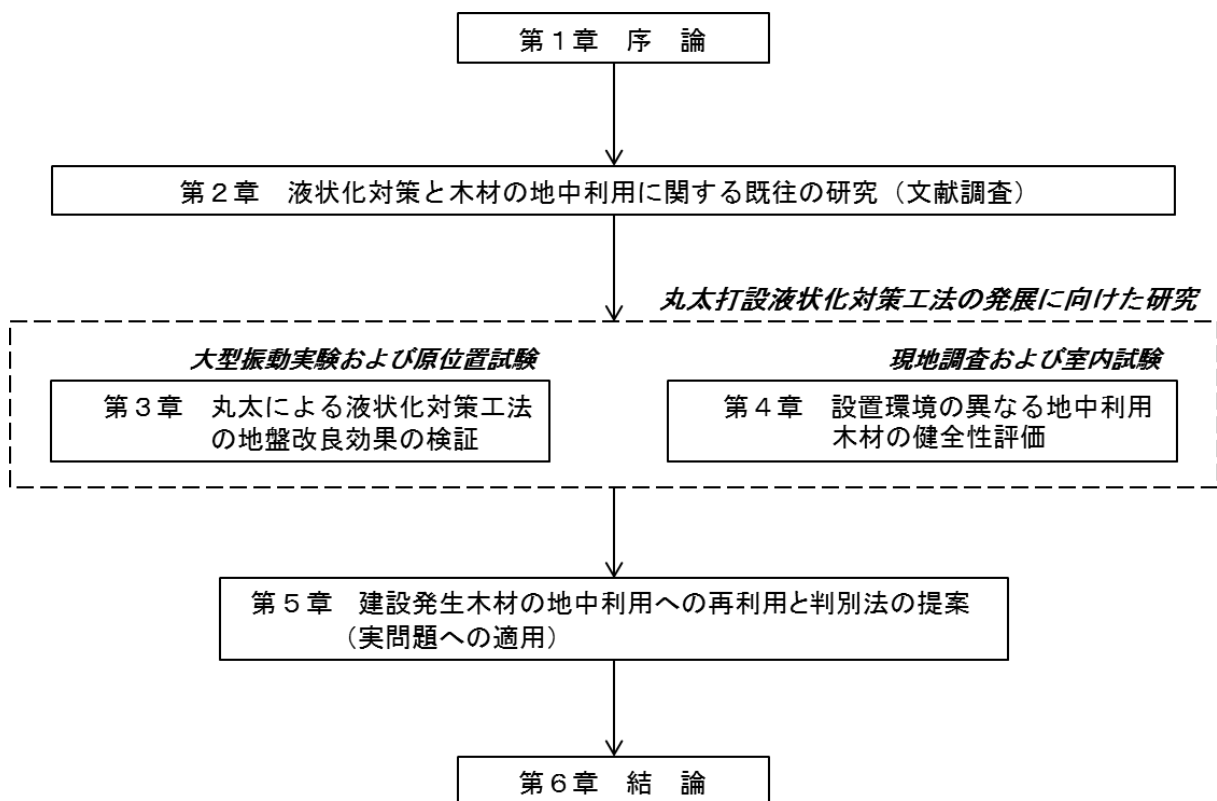 第１章　序　論
第２章　液状化対策と木材の地中利用に関する既往の研究（文献調査）
丸太打設液状化対策工法の発展に向けた研究
大型振動実験および原位置試験
第３章　丸太による液状化対策工法
の地盤改良効果の検証
現地調査および室内試験
第４章　設置環境の異なる地中利用
木材の健全性評価
第５章　建設発生木材の地中利用への再利用と判別法の提案
（実問題への適用）
第６章　結　論